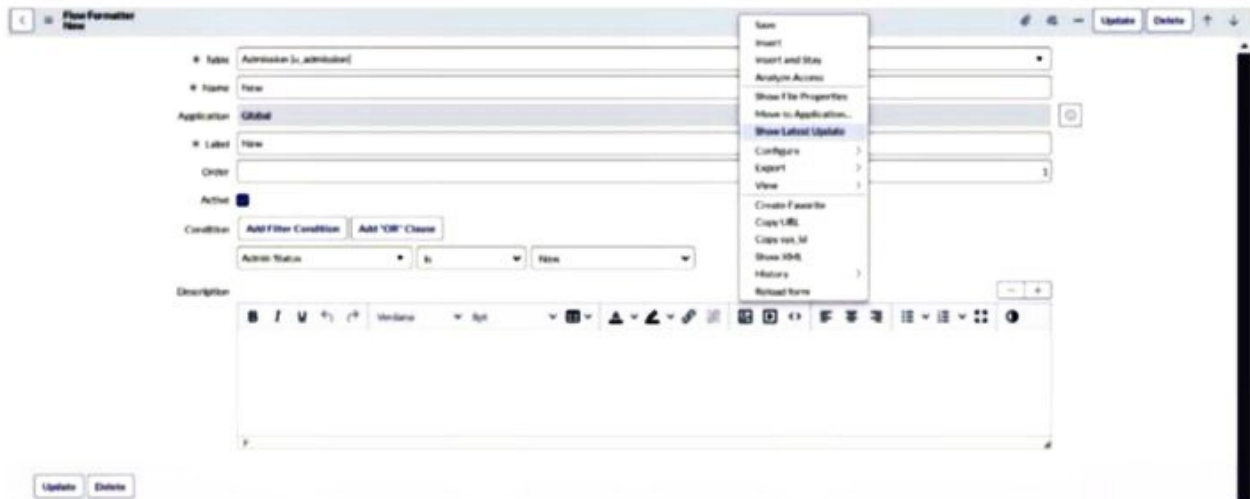 Flow Formatter
New
Update Delete
Table Admission [u_admission]
Name New
Application Global
Label New
Order 1
Active
Condition Add Filter Condition Add "OR" Clause
Admin Status is New
Description
Verdana 8pt
Save
Insert
Insert and Stay
Analyze Access
Show File Properties
Move to Application...
Show Latest Update
Configure
Export
View
Create Favorite
Copy URL
Copy sys_id
Show XML
History
Reload form
B I U
P
Update Delete